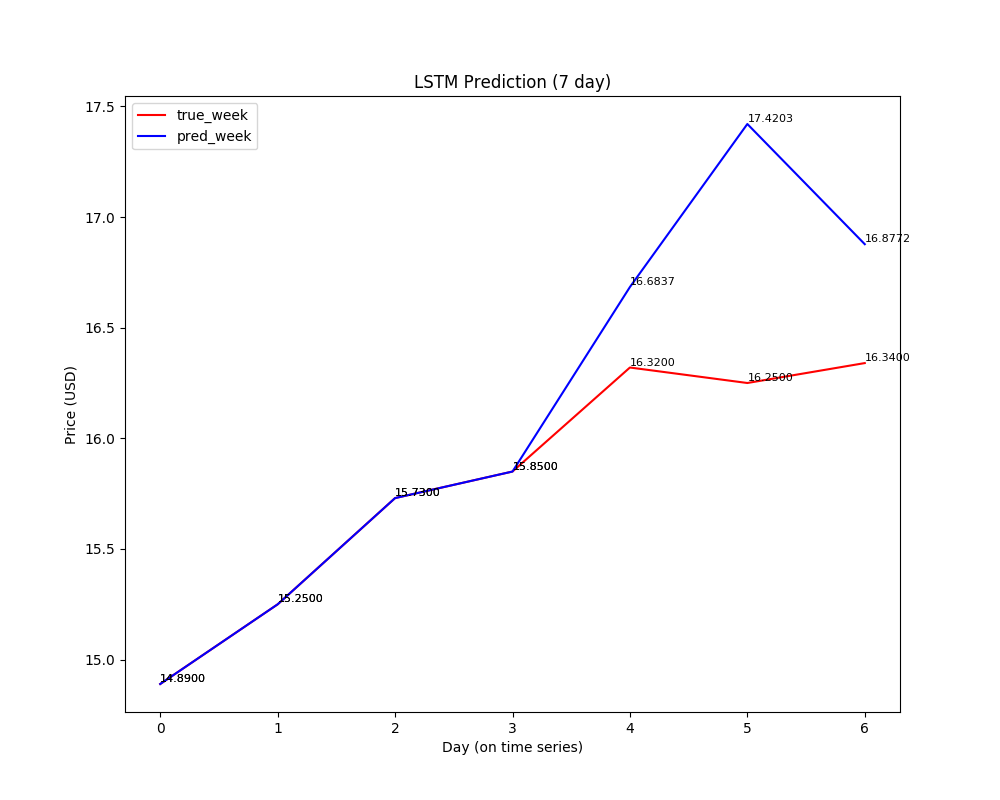 LSTM Prediction (7 day)
true_week
pred_week
Price (USD)
17.5
17.0
16.5
16.0
15.5
15.0
17.4203
16.8772
16.6837
16.3200
16.2500
16.3400
15.8500
15.7300
15.2500
14.8900
0 1 2 3 4 5 6
Day (on time series)